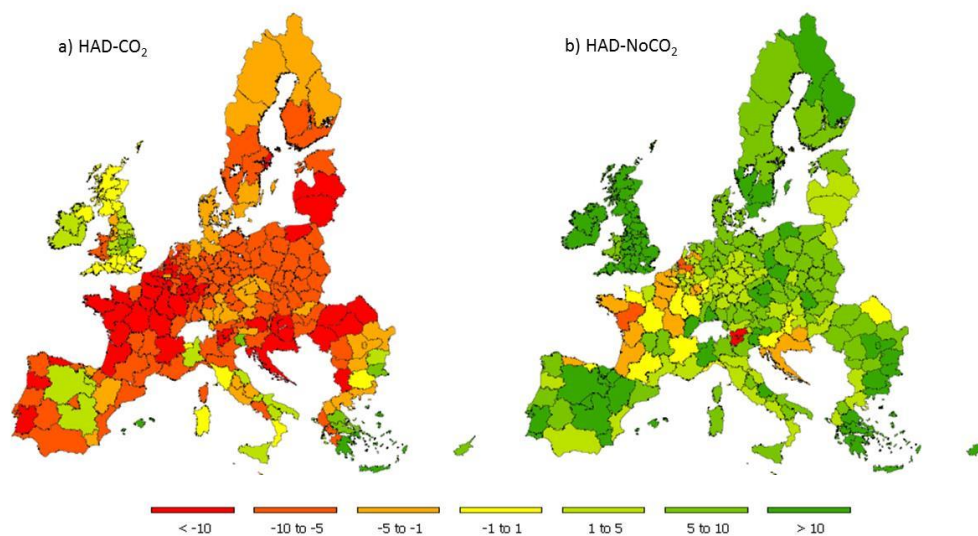 a) HAD-CO₂
b) HAD-NoCO₂
< -10 -10 to -5 -5 to -1 -1 to 1 1 to 5 5 to 10 > 10